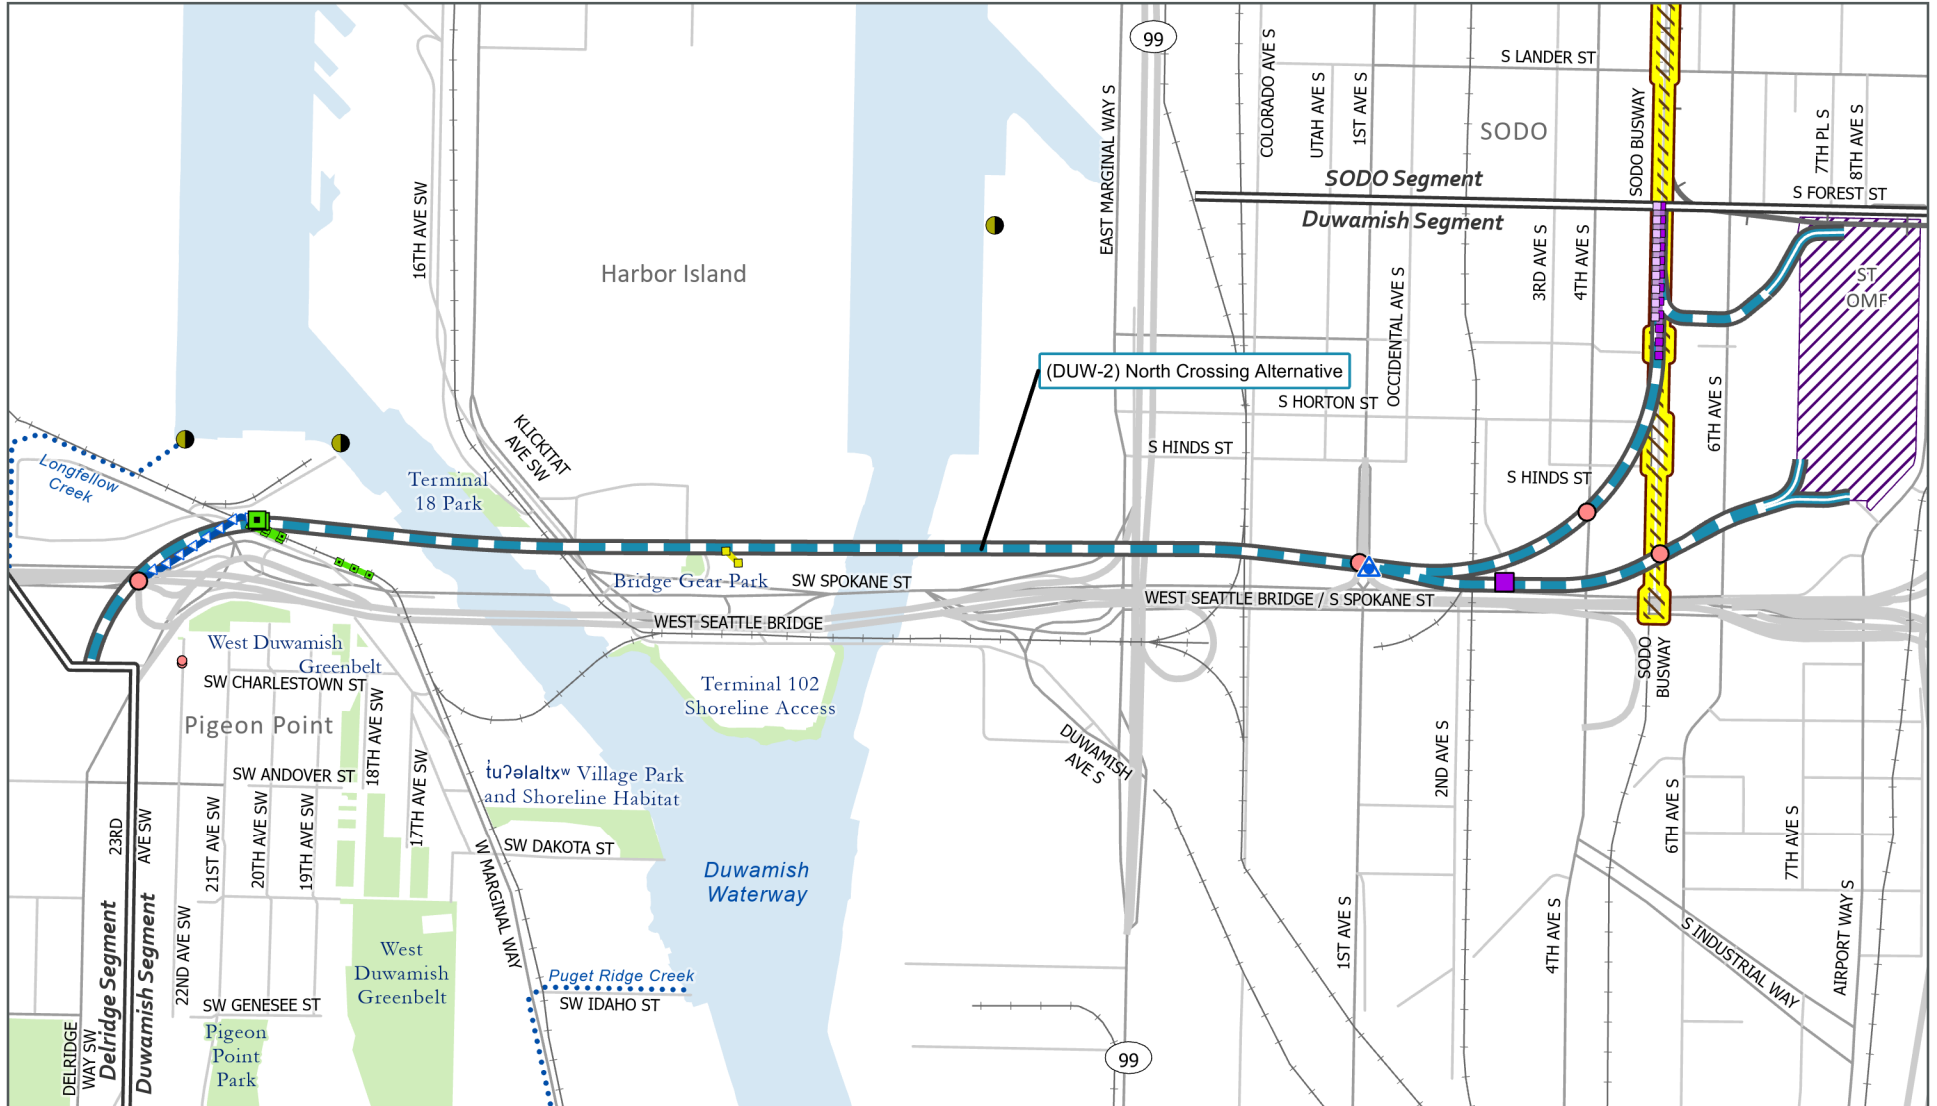 99
S LANDER ST
COLORADO AVE S
UTAH AVE S
1ST AVE S
EAST MARGINAL WAY S
SODO
SODO BUSWAY
7TH PL S
8TH AVE S
S FOREST ST
SODO Segment
Duwamish Segment
16TH AVE SW
Harbor Island
3RD AVE S
4TH AVE S
OCCIDENTAL AVE S
ST
OMF
(DUW-2) North Crossing Alternative
S HORTON ST
6TH AVE S
KLICKITAT
AVE SW
S HINDS ST
S HINDS ST
Longfellow
Creek
Terminal
18 Park
Bridge Gear Park
SW SPOKANE ST
WEST SEATTLE BRIDGE / S SPOKANE ST
WEST SEATTLE BRIDGE
West Duwamish
Greenbelt
SW CHARLESTOWN ST
Pigeon Point
18TH AVE SW
Terminal 102
Shoreline Access
SODO
BUSWAY
DUWAMISH
AVE S
2ND AVE S
SW ANDOVER ST
17TH AVE SW
t̓uʔəlaltxʷ Village Park
and Shoreline Habitat
6TH AVE S
7TH AVE S
23RD
AVE SW
21ST AVE SW
20TH AVE SW
19TH AVE SW
SW DAKOTA ST
W MARGINAL WAY
Duwamish
Waterway
Delridge Segment
Duwamish Segment
22ND AVE SW
West
Duwamish
Greenbelt
1ST AVE S
4TH AVE S
S INDUSTRIAL WAY
AIRPORT WAY S
Puget Ridge Creek
SW IDAHO ST
SW GENESEE ST
DELRIDGE
WAY SW
Pigeon
Point
Park
99